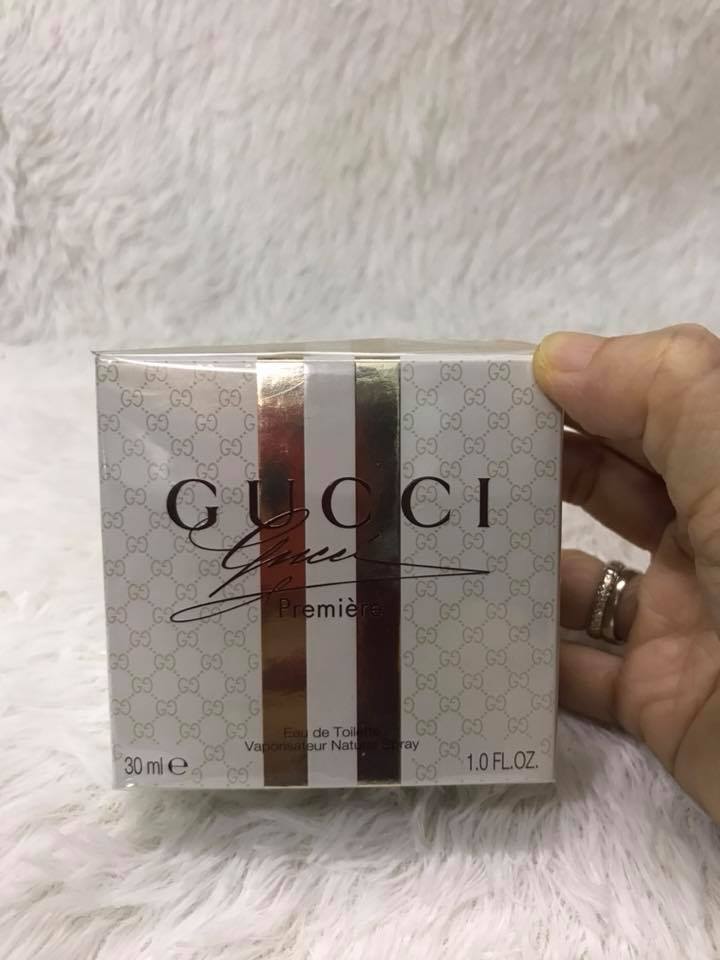 GUCCI
Gucci
Première
Eau de Toilette
Vaporisateur Natural Spray
30 ml e
1.0 FL.OZ.